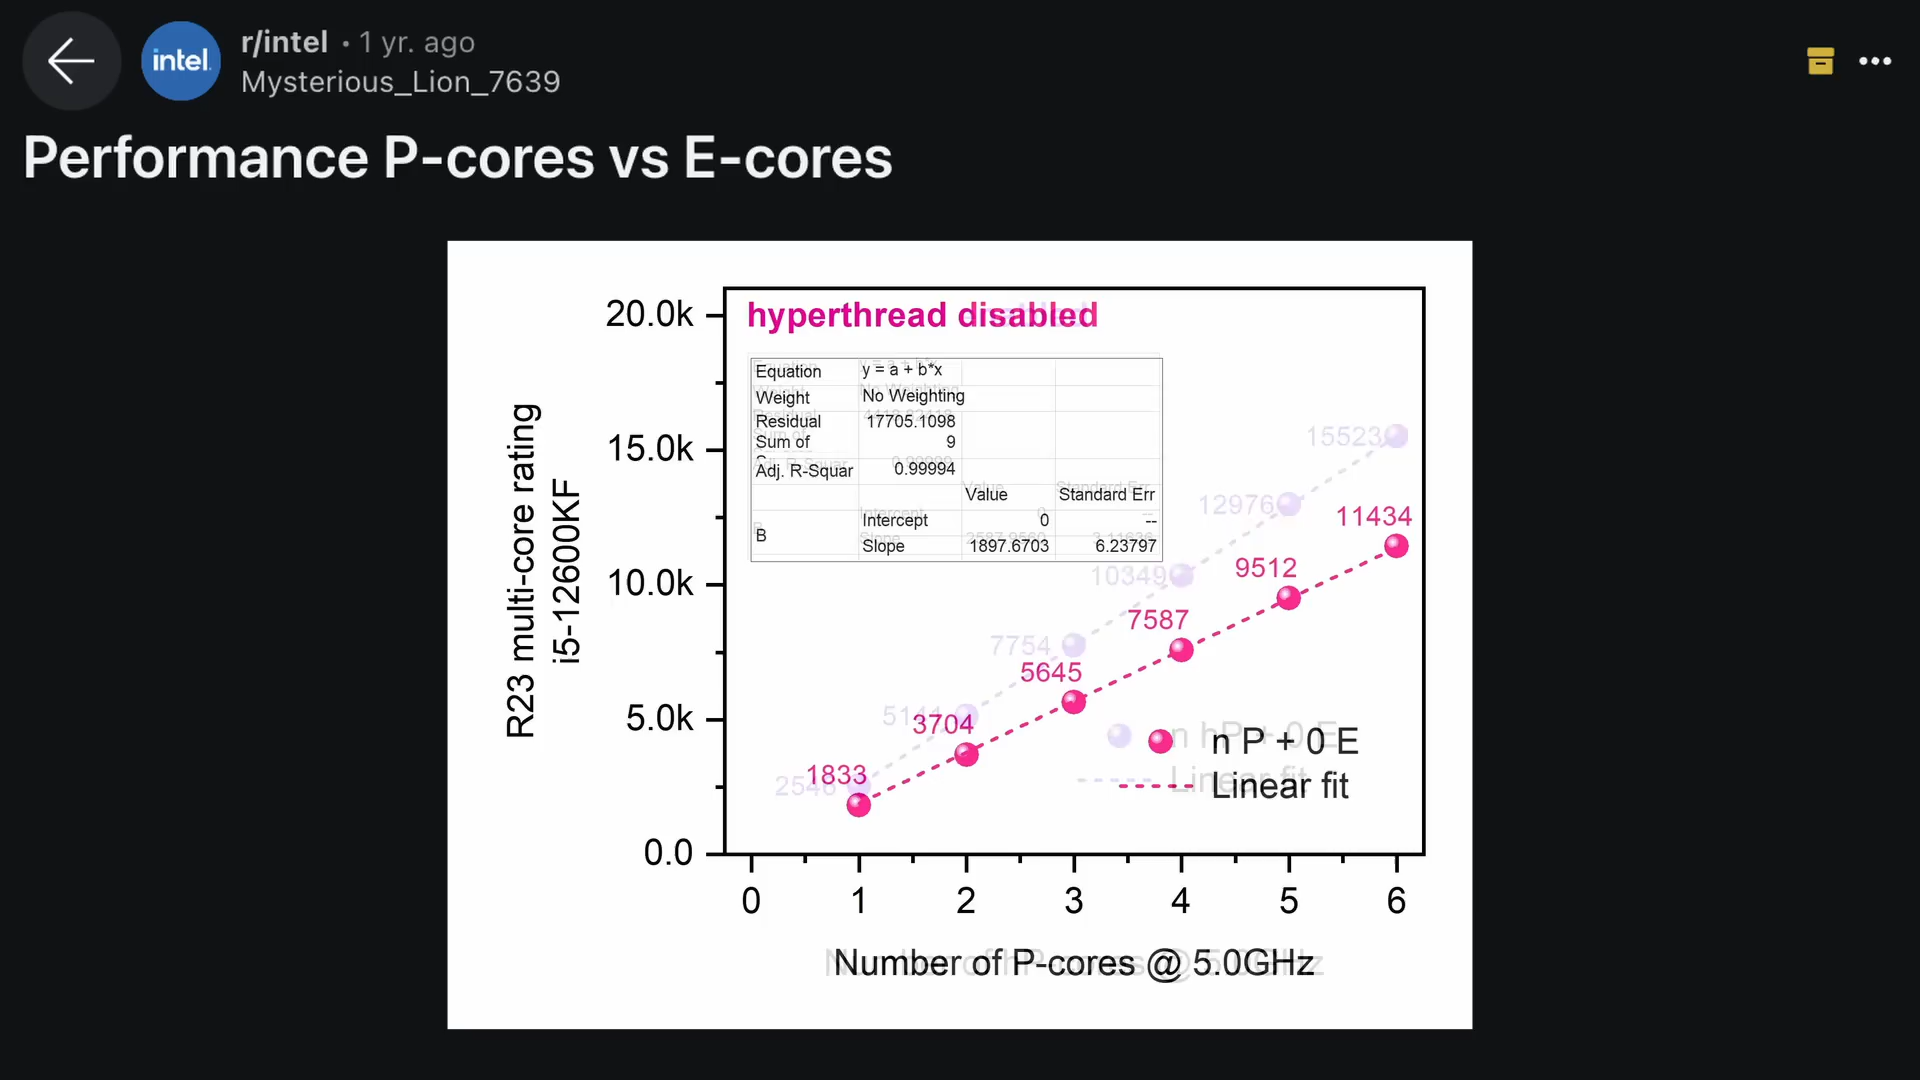 r/intel • 1 yr. ago
intel.
Mysterious_Lion_7639
Performance P-cores vs E-cores
hyperthread disabled
20.0k
15.0k
10.0k
5.0k
0.0
R23 multi-core rating
i5-12600KF
Equation y = a + b*x
Weight No Weighting
Residual 17705.1098
Sum of 9
Adj. R-Squar 0.99994
Value Standard Err
B Intercept 0 --
Slope 1897.6703 6.23797
15523
12976
10349
7754
11434
9512
7587
5645
3704
1833
n P + 0 E
Linear fit
0 1 2 3 4 5 6
Number of P-cores @ 5.0GHz